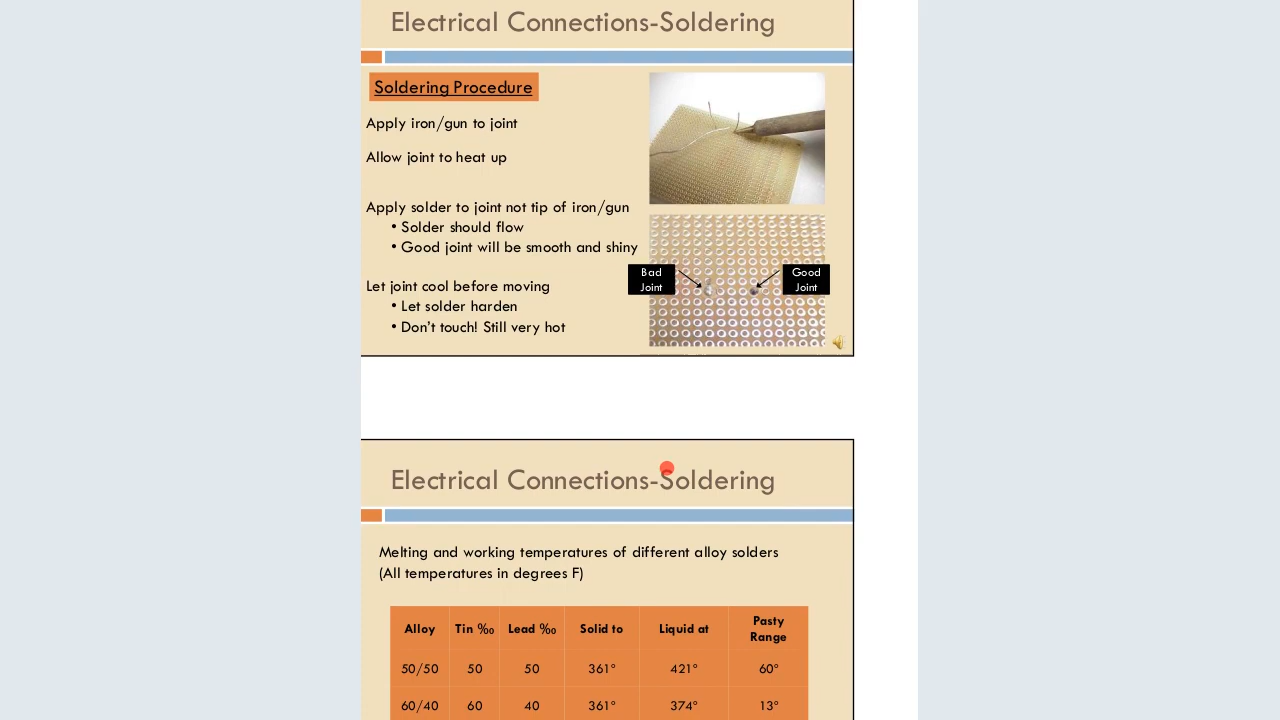 Electrical Connections-Soldering
Soldering Procedure
Apply iron/gun to joint
Allow joint to heat up
Apply solder to joint not tip of iron/gun
• Solder should flow
• Good joint will be smooth and shiny
Let joint cool before moving
• Let solder harden
• Don't touch! Still very hot
Bad
Joint
Good
Joint
Electrical Connections-Soldering
Melting and working temperatures of different alloy solders
(All temperatures in degrees F)
Alloy Tin ‰ Lead ‰ Solid to Liquid at Pasty Range
50/50 50 50 361° 421° 60°
60/40 60 40 361° 374° 13°